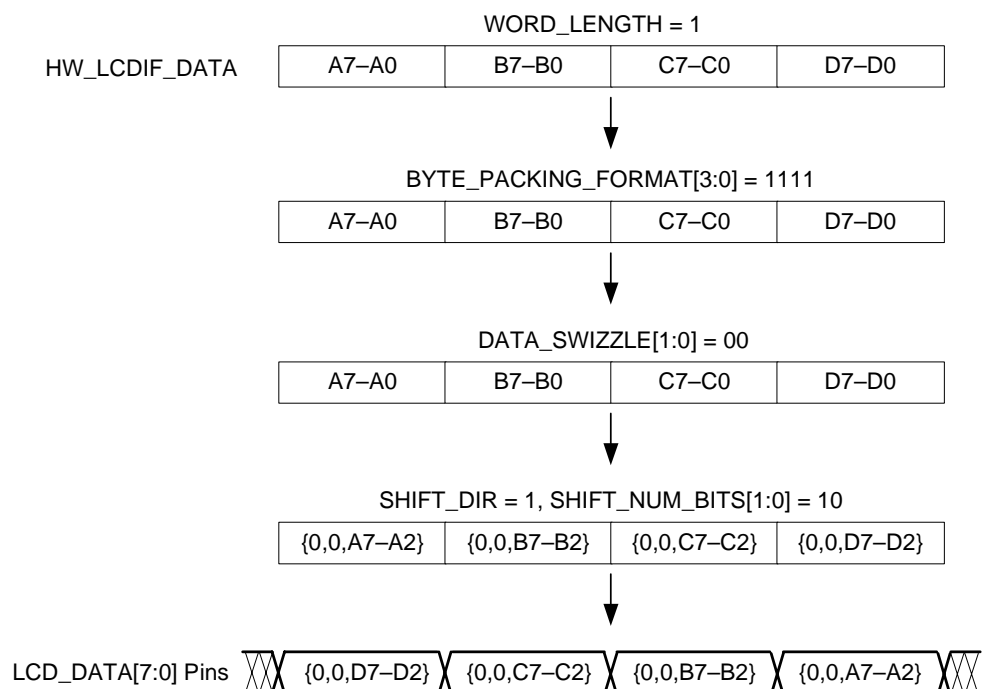 WORD_LENGTH = 1
HW_LCDIF_DATA A7–A0 B7–B0 C7–C0 D7–D0
BYTE_PACKING_FORMAT[3:0] = 1111
A7–A0 B7–B0 C7–C0 D7–D0
DATA_SWIZZLE[1:0] = 00
A7–A0 B7–B0 C7–C0 D7–D0
SHIFT_DIR = 1, SHIFT_NUM_BITS[1:0] = 10
{0,0,A7–A2} {0,0,B7–B2} {0,0,C7–C2} {0,0,D7–D2}
LCD_DATA[7:0] Pins {0,0,D7–D2} {0,0,C7–C2} {0,0,B7–B2} {0,0,A7–A2}